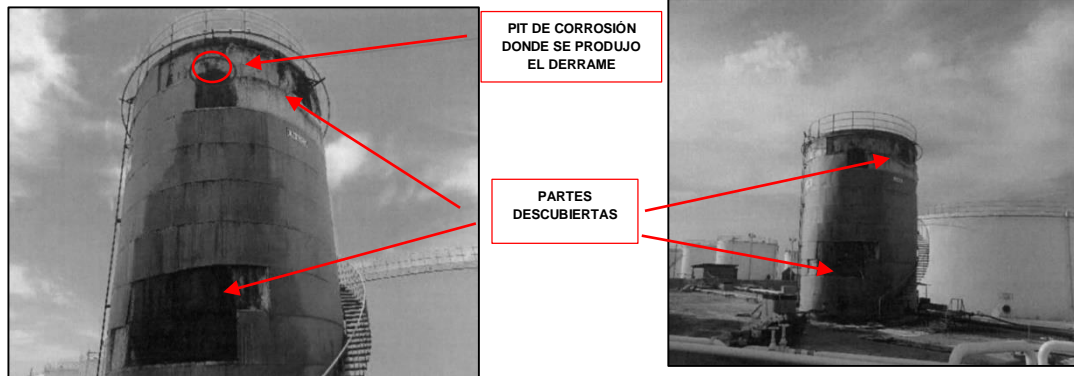 PIT DE CORROSIÓN
DONDE SE PRODUJO
EL DERRAME
PARTES
DESCUBIERTAS